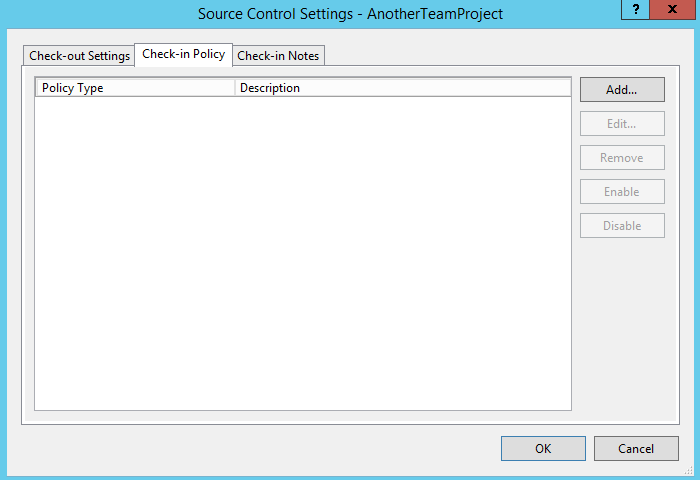 Source Control Settings - AnotherTeamProject
? x
Check-out Settings Check-in Policy Check-in Notes
Policy Type Description
Add...
Edit...
Remove
Enable
Disable
OK Cancel